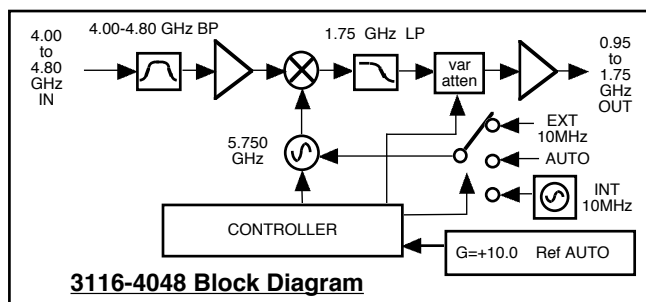 4.00
to
4.80
GHz
IN
4.00-4.80 GHz BP
1.75 GHz LP
var
atten
0.95
to
1.75
GHz
OUT
5.750
GHz
EXT
10MHz
AUTO
INT
10MHz
CONTROLLER
G=+10.0 Ref AUTO
3116-4048 Block Diagram